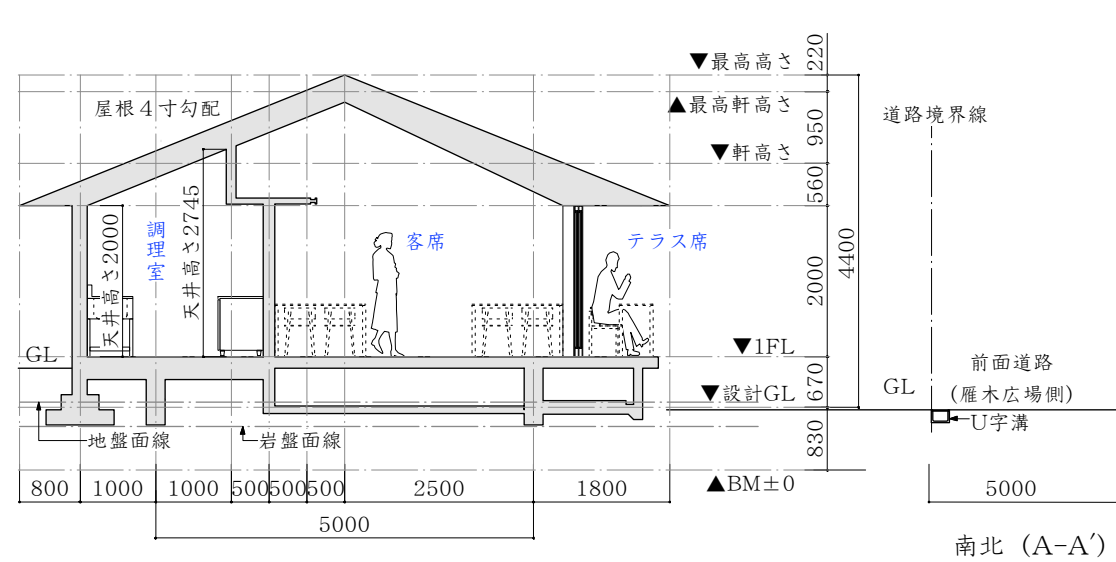 ▼最高高さ
220
屋根4寸勾配
▲最高軒高さ
950
道路境界線
▼軒高さ
560
天井高さ2000
調理室
天井高さ2745
客席
テラス席
2000
4400
GL
▼1FL
前面道路
(雁木広場側)
▼設計GL
670
GL
U字溝
地盤面線
岩盤面線
830
▲BM±0
800
1000
1000
500
500
500
2500
1800
5000
5000
南北(A-A′)